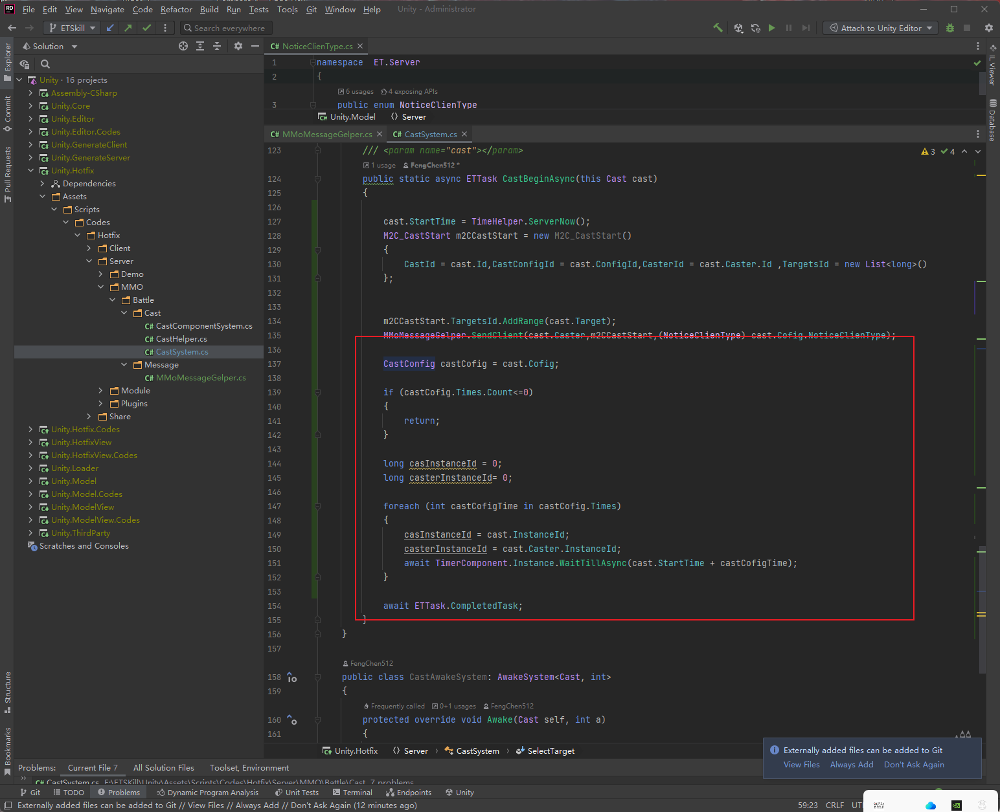 File Edit View Navigate Code Refactor Build Run Tests Tools Git Window Help Unity - Administrator
ETSkill Search everywhere Attach to Unity Editor
Solution
Unity · 16 projects
Assembly-CSharp
Unity.Core
Unity.Editor
Unity.Editor.Codes
Unity.GenerateClient
Unity.GenerateServer
Unity.Hotfix
Dependencies
Assets
Scripts
Codes
Hotfix
Client
Server
Demo
MMO
Battle
Cast
CastComponentSystem.cs
CastHelper.cs
CastSystem.cs
Message
MMoMessageGelper.cs
Module
Plugins
Share
Unity.Hotfix.Codes
Unity.HotfixView
Unity.HotfixView.Codes
Unity.Loader
Unity.Model
Unity.Model.Codes
Unity.ModelView
Unity.ModelView.Codes
Unity.ThirdParty
Scratches and Consoles
Explorer
Commit
Pull Requests
Structure
Bookmarks
NoticeClienType.cs
1 namespace ET.Server
2 {
6 usages 4 exposing APIs
3 public enum NoticeClienType
Unity.Model Server
MMoMessageGelper.cs CastSystem.cs
3 4
123 /// <param name="cast"></param>
1 usage FengChen512 *
124 public static async ETTask CastBeginAsync(this Cast cast)
125 {
126
127 cast.StartTime = TimeHelper.ServerNow();
128 M2C_CastStart m2CCastStart = new M2C_CastStart()
129 {
130 CastId = cast.Id,CastConfigId = cast.ConfigId,CasterId = cast.Caster.Id ,TargetsId = new List<long>()
131 };
132
133
134 m2CCastStart.TargetsId.AddRange(cast.Target);
135 MMoMessageGelper.SendClient(cast.Caster,m2CCastStart,(NoticeClienType) cast.Cofig.NoticeClienType);
136
137 CastConfig castCofig = cast.Cofig;
138
139 if (castCofig.Times.Count<=0)
140 {
141 return;
142 }
143
144 long casInstanceId = 0;
145 long casterInstanceId= 0;
146
147 foreach (int castCofigTime in castCofig.Times)
148 {
149 casInstanceId = cast.InstanceId;
150 casterInstanceId = cast.Caster.InstanceId;
151 await TimerComponent.Instance.WaitTillAsync(cast.StartTime + castCofigTime);
152 }
153
154 await ETTask.CompletedTask;
155 }
156 }
157
FengChen512
158 public class CastAwakeSystem: AwakeSystem<Cast, int>
159 {
Frequently called 0+1 usages FengChen512
160 protected override void Awake(Cast self, int a)
161 {
Unity.Hotfix Server CastSystem SelectTarget
IL Viewer
Database
Externally added files can be added to Git
View Files Always Add Don't Ask Again
Problems: Current File 7 All Solution Files Toolset, Environment
CastSystem.cs E:\ETSKill\Unity\Assets\Scripts\Codes\Hotfix\Server\MMO\Battle\Cast 7 problems
Git TODO Problems Dynamic Program Analysis Unit Tests Terminal Endpoints Unity
Externally added files can be added to Git // View Files // Always Add // Don't Ask Again (12 minutes ago) 59:23 CRLF